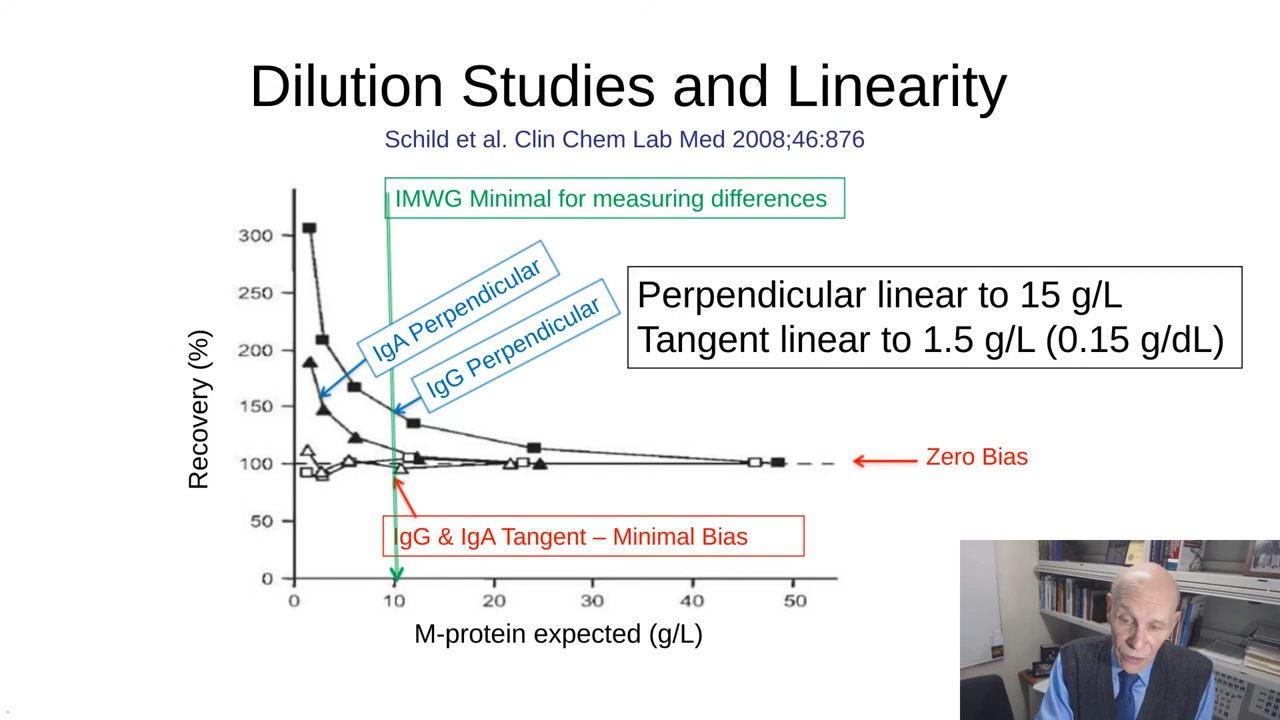 Dilution Studies and Linearity
Schild et al. Clin Chem Lab Med 2008;46:876
IMWG Minimal for measuring differences
300
250
200
150
100
50
0
Recovery (%)
IgA Perpendicular
IgG Perpendicular
Perpendicular linear to 15 g/L
Tangent linear to 1.5 g/L (0.15 g/dL)
Zero Bias
IgG & IgA Tangent – Minimal Bias
0 10 20 30 40 50
M-protein expected (g/L)